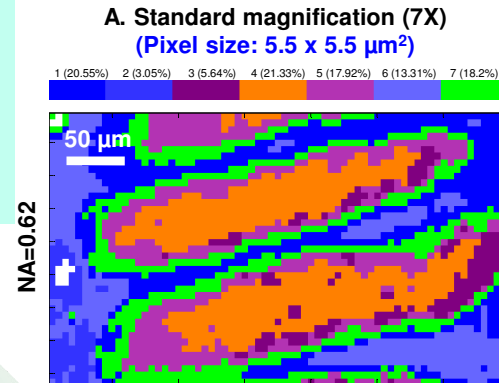 A. Standard magnification (7X)
(Pixel size: 5.5 x 5.5 µm²)
1 (20.55%) 2 (3.05%) 3 (5.64%) 4 (21.33%) 5 (17.92%) 6 (13.31%) 7 (18.2%)
50 µm
NA=0.62